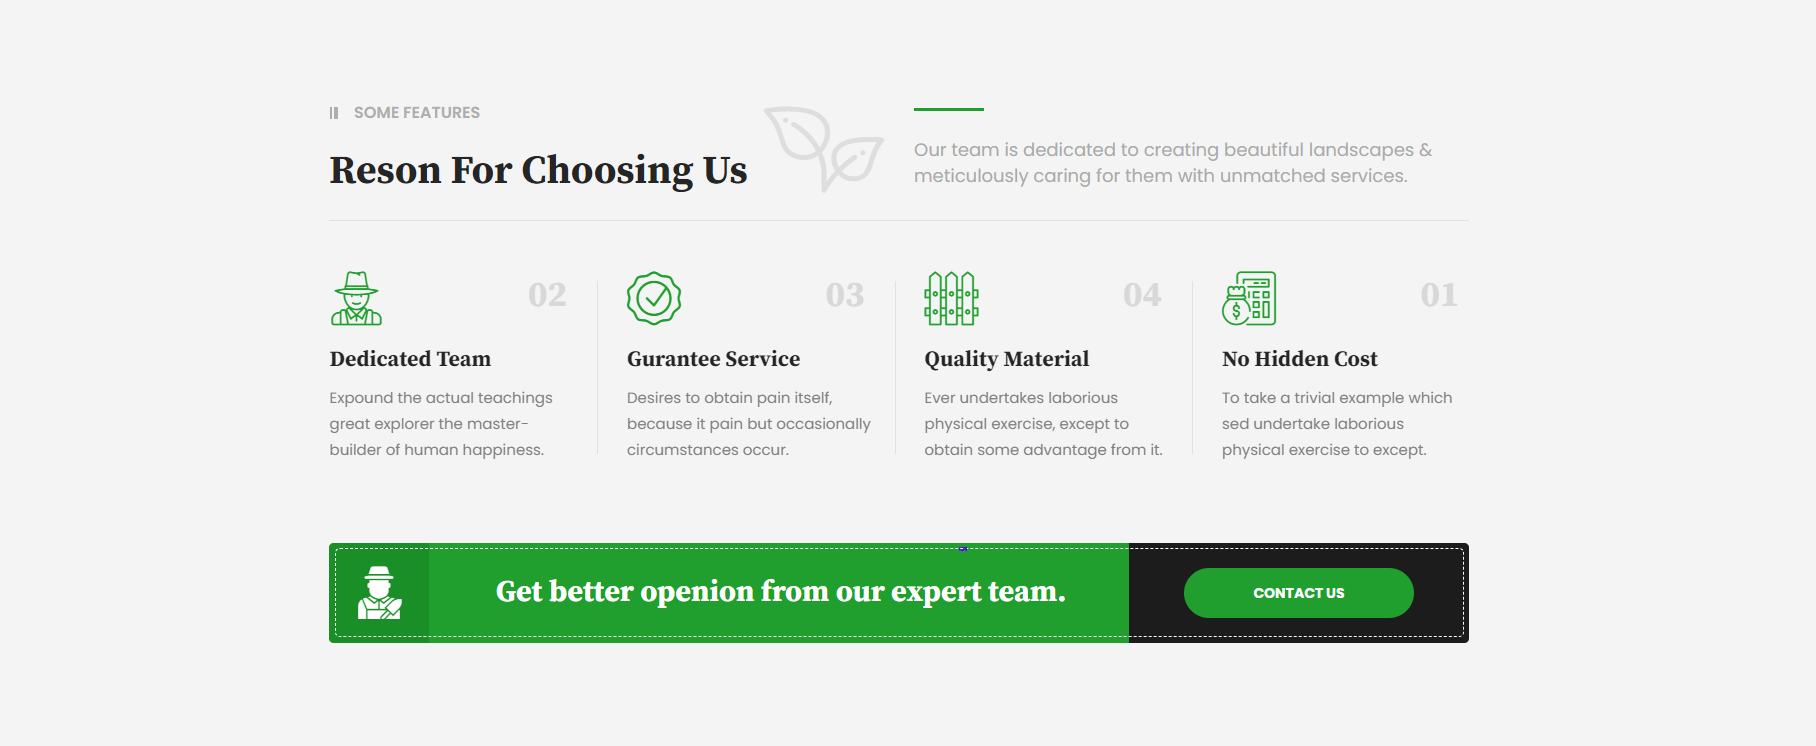 SOME FEATURES
Reson For Choosing Us
Our team is dedicated to creating beautiful landscapes &
meticulously caring for them with unmatched services.
02
Dedicated Team
Expound the actual teachings
great explorer the master-
builder of human happiness.
03
Gurantee Service
Desires to obtain pain itself,
because it pain but occasionally
circumstances occur.
04
Quality Material
Ever undertakes laborious
physical exercise, except to
obtain some advantage from it.
01
No Hidden Cost
To take a trivial example which
sed undertake laborious
physical exercise to except.
Get better openion from our expert team.
CONTACT US